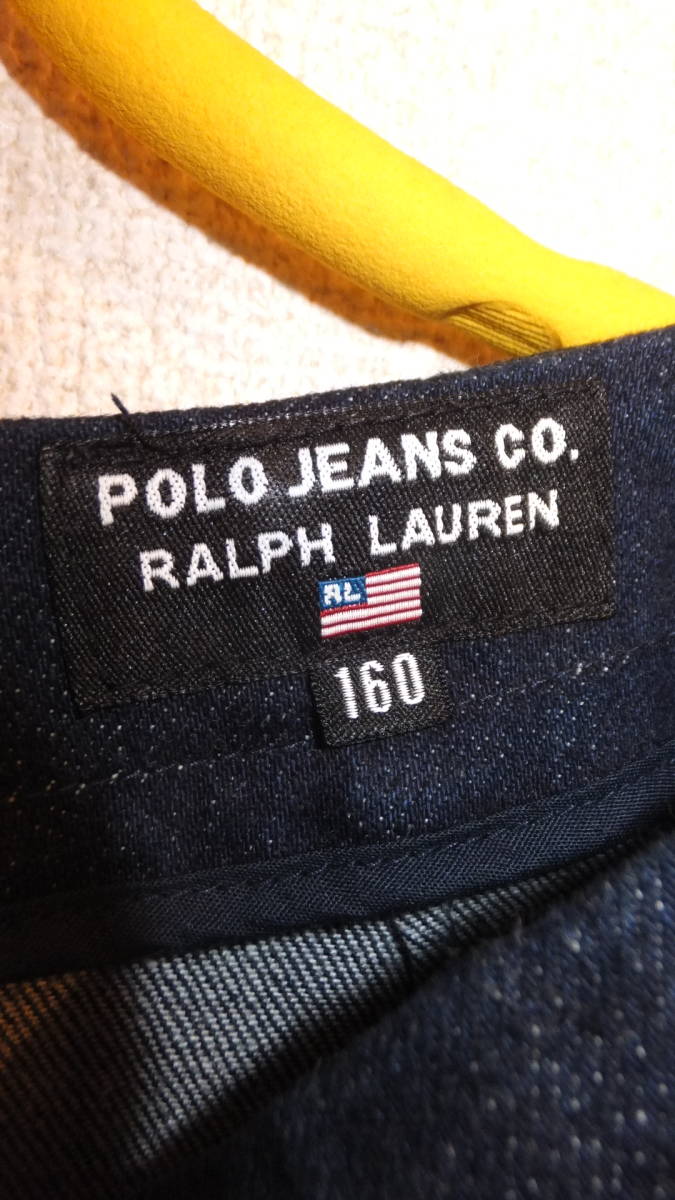 POLO JEANS CO.
RALPH LAUREN
RL
160